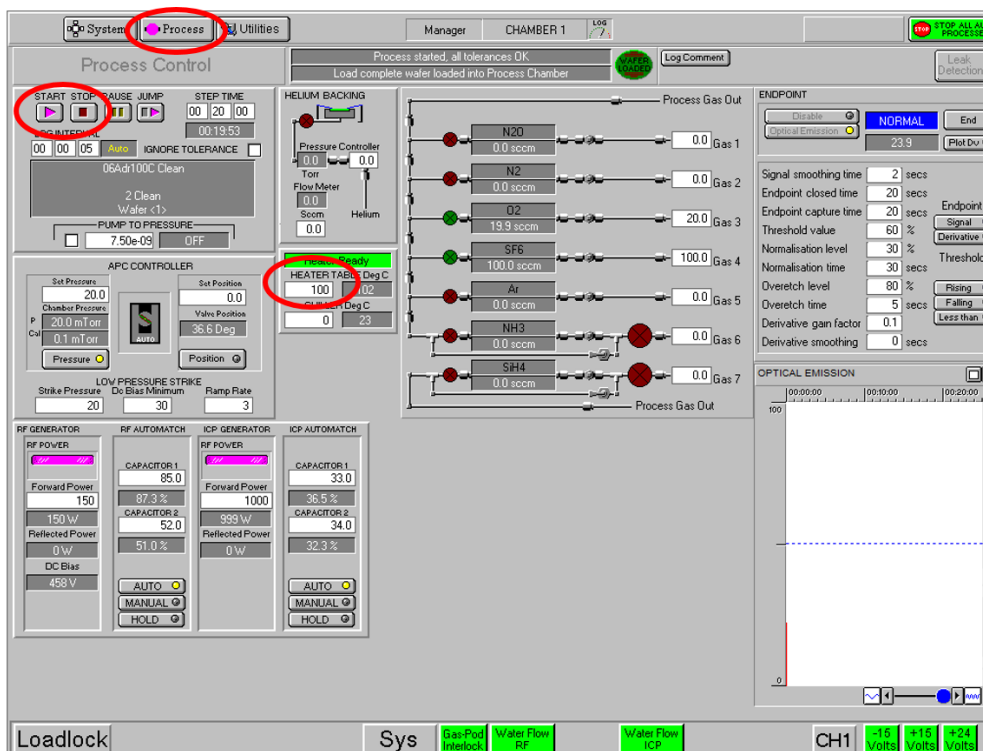 System Process Utilities
Manager CHAMBER 1 LOG
STOP
STOP ALL AU
PROCESSE
Process Control
Process started, all tolerances OK
Load complete wafer loaded into Process Chamber
WAFER
LOADED
Log Comment
Leak
Detection
START STOP PAUSE JUMP STEP TIME
00 20 00
00:19:53
LOG INTERVAL
00 00 05 Auto IGNORE TOLERANCE
06Adr100C Clean
2 Clean
Wafer <1>
PUMP TO PRESSURE
7.50e-09 OFF
HELIUM BACKING
Pressure Controller
0.0 0.0
Torr
Flow Meter
0.0
Sccm Helium
0.0
Heater Ready
HEATER TABLE Deg C
100 102
CHILLER Deg C
0 23
Process Gas Out
N2O
0.0 sccm 0.0 Gas 1
N2
0.0 sccm 0.0 Gas 2
O2
19.9 sccm 20.0 Gas 3
SF6
100.0 sccm 100.0 Gas 4
Ar
0.0 sccm 0.0 Gas 5
NH3
0.0 sccm 0.0 Gas 6
SiH4
0.0 sccm 0.0 Gas 7
Process Gas Out
ENDPOINT
Disable NORMAL End
Optical Emission 23.9 Plot Dv
Signal smoothing time 2 secs
Endpoint closed time 20 secs
Endpoint capture time 20 secs
Threshold value 60 %
Normalisation level 30 %
Normalisation time 30 secs
Overetch level 80 %
Overetch time 5 secs
Derivative gain factor 0.1
Derivative smoothing 0 secs
Endpoint
Signal
Derivative
Threshold
Rising
Falling
Less than
APC CONTROLLER
Set Pressure
20.0
Chamber Pressure
P 20.0 mTorr
Cal 0.1 mTorr
Pressure
S
AUTO
Set Position
0.0
Valve Position
36.6 Deg
Position
LOW PRESSURE STRIKE
Strike Pressure Dc Bias Minimum Ramp Rate
20 30 3
RF GENERATOR
RF POWER
Forward Power
150
150 W
Reflected Power
0 W
DC Bias
458 V
RF AUTOMATCH
CAPACITOR 1
85.0
87.3 %
CAPACITOR 2
52.0
51.0 %
AUTO
MANUAL
HOLD
ICP GENERATOR
RF POWER
Forward Power
1000
999 W
Reflected Power
0 W
ICP AUTOMATCH
CAPACITOR 1
33.0
36.5 %
CAPACITOR 2
34.0
32.3 %
AUTO
MANUAL
HOLD
OPTICAL EMISSION
00:00:00 00:10:00 00:20:00
100
0
Loadlock Sys
Gas-Pod
Interlock
Water Flow
RF
Water Flow
ICP
CH1
-15
Volts
+15
Volts
+24
Volts